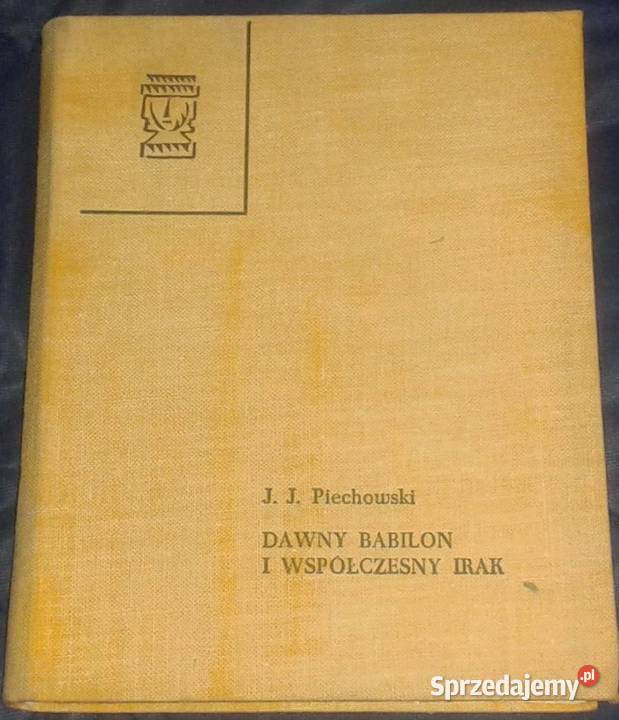 J. J. Piechowski
DAWNY BABILON
I WSPÓŁCZESNY IRAK
Sprzedajemy.pl